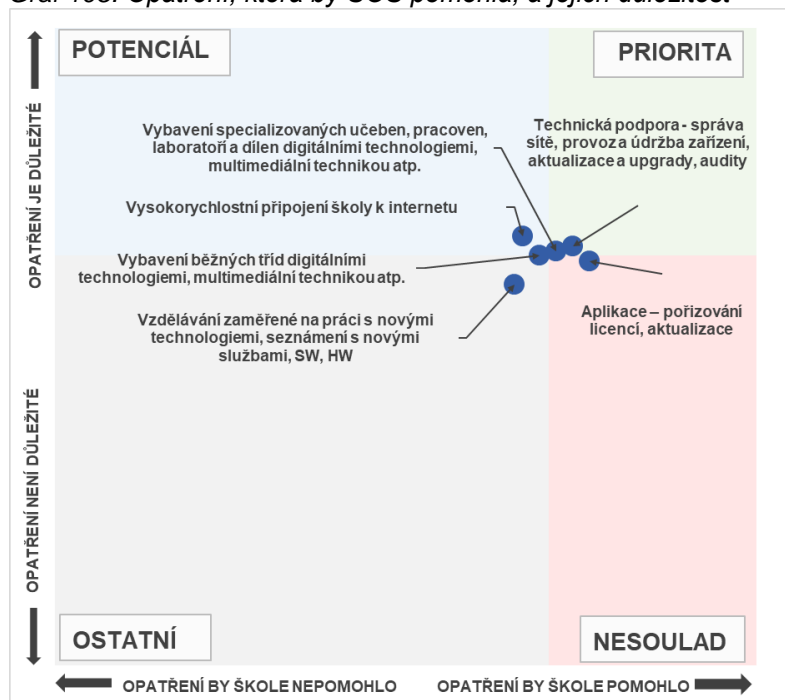 POTENCIÁL
PRIORITA
Vybavení specializovaných učeben, pracoven,
laboratoří a dílen digitálními technologiemi,
multimediální technikou atp.
Technická podpora - správa
sítě, provoz a údržba zařízení,
aktualizace a upgrady, audity
Vysokorychlostní připojení školy k internetu
Vybavení běžných tříd digitálními
technologiemi, multimediální technikou atp.
Aplikace – pořizování
licencí, aktualizace
Vzdělávání zaměřené na práci s novými
technologiemi, seznámení s novými
službami, SW, HW
OPATŘENÍ JE DŮLEŽITÉ
OPATŘENÍ NENÍ DŮLEŽITÉ
OSTATNÍ
NESOULAD
OPATŘENÍ BY ŠKOLE NEPOMOHLO
OPATŘENÍ BY ŠKOLE POMOHLO